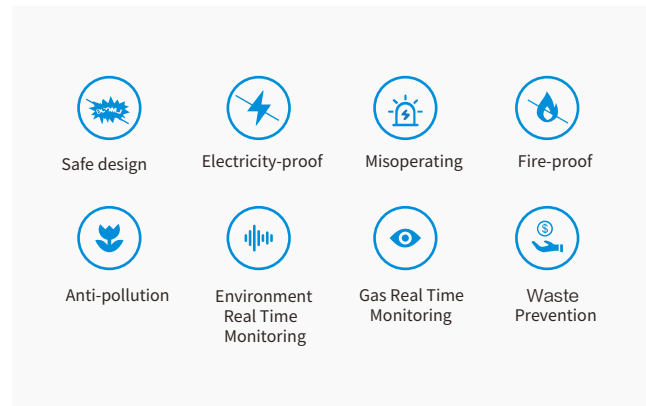 Safe design
Electricity-proof
Misoperating
Fire-proof
$
Anti-pollution
Environment
Real Time
Monitoring
Gas Real Time
Monitoring
Waste
Prevention